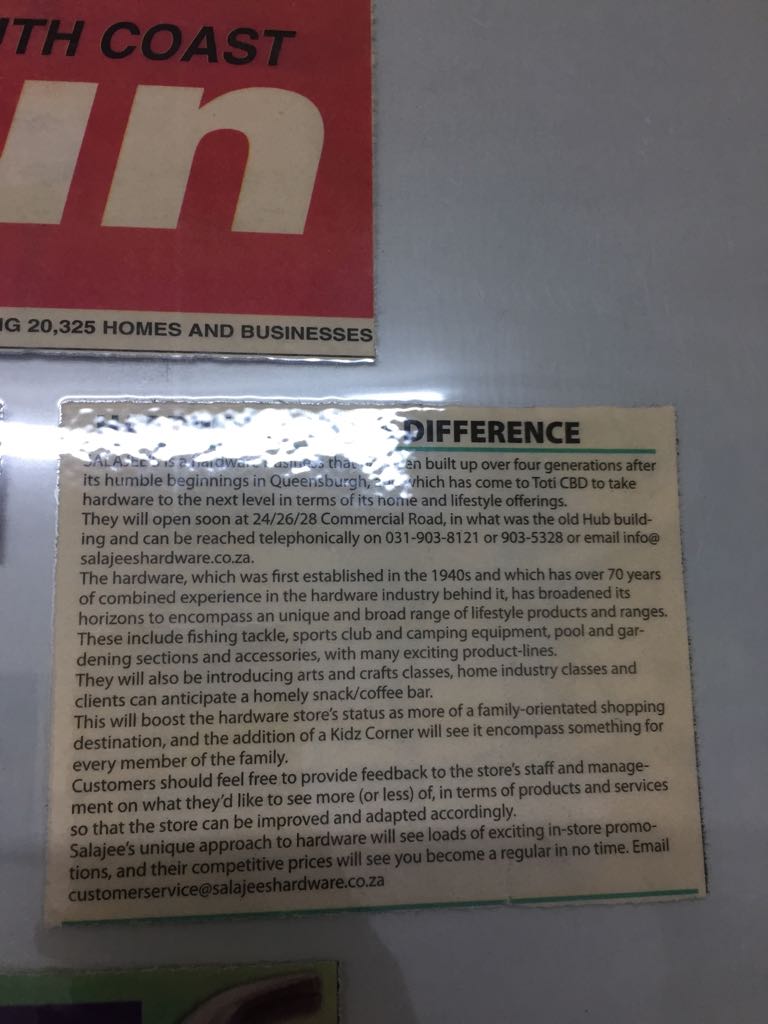 UTH COAST
un
NG 20,325 HOMES AND BUSINESSES
DIFFERENCE
SALAJEE'S is a hardware business that en built up over four generations after
its humble beginnings in Queensburgh, which has come to Toti CBD to take
hardware to the next level in terms of its home and lifestyle offerings.
They will open soon at 24/26/28 Commercial Road, in what was the old Hub build-
ing and can be reached telephonically on 031-903-8121 or 903-5328 or email info@
salajeeshardware.co.za.
The hardware, which was first established in the 1940s and which has over 70 years
of combined experience in the hardware industry behind it, has broadened its
horizons to encompass an unique and broad range of lifestyle products and ranges.
These include fishing tackle, sports club and camping equipment, pool and gar-
dening sections and accessories, with many exciting product-lines.
They will also be introducing arts and crafts classes, home industry classes and
clients can anticipate a homely snack/coffee bar.
This will boost the hardware store's status as more of a family-orientated shopping
destination, and the addition of a Kidz Corner will see it encompass something for
every member of the family.
Customers should feel free to provide feedback to the store's staff and manage-
ment on what they'd like to see more (or less) of, in terms of products and services
so that the store can be improved and adapted accordingly.
Salajee's unique approach to hardware will see loads of exciting in-store promo-
tions, and their competitive prices will see you become a regular in no time. Email
customerservice@salajeeshardware.co.za